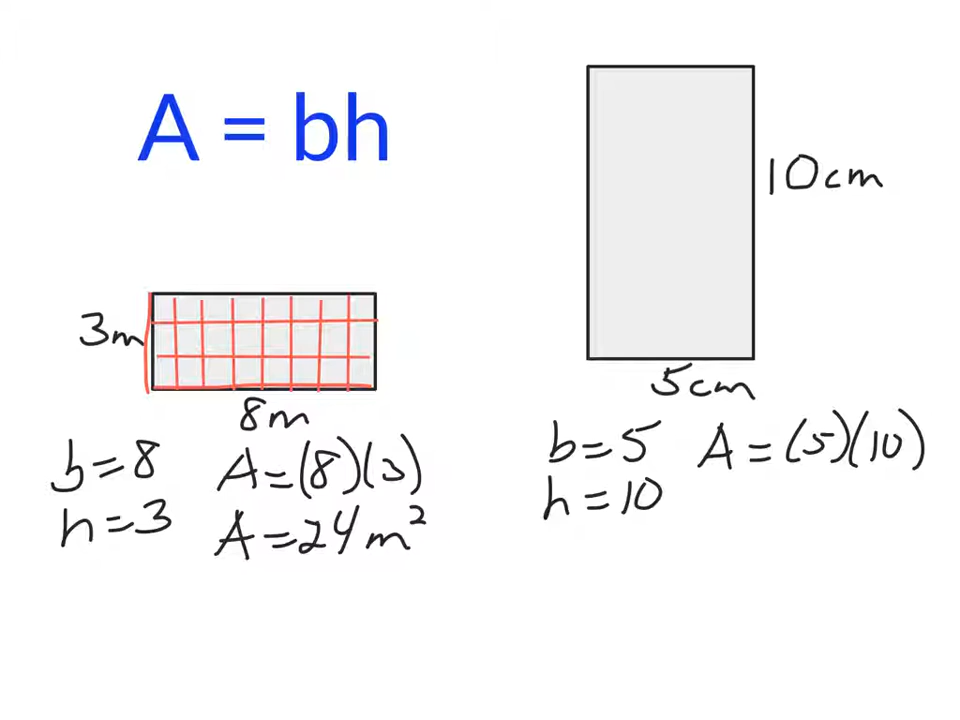 A = bh
3m
8m
b=8
h=3
A=(8)(3)
A=24m²
10cm
5cm
b=5
h=10
A=(5)(10)